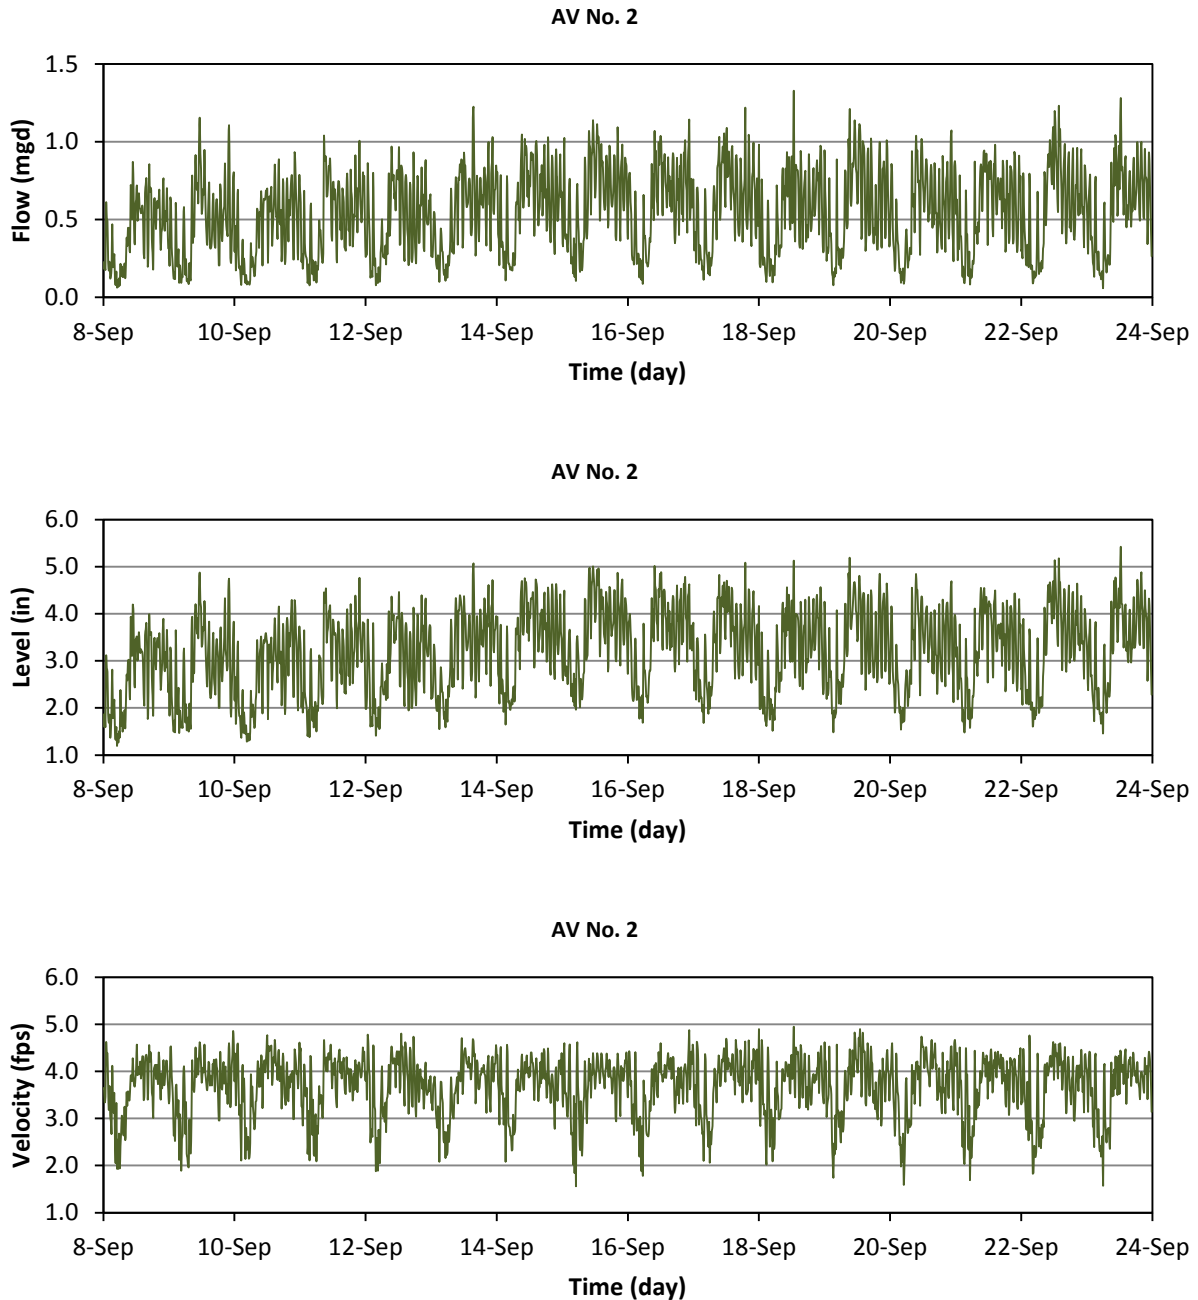 AV No. 2
1.5
1.0
0.5
0.0
Flow (mgd)
8-Sep 10-Sep 12-Sep 14-Sep 16-Sep 18-Sep 20-Sep 22-Sep 24-Sep
Time (day)
AV No. 2
6.0
5.0
4.0
3.0
2.0
1.0
Level (in)
8-Sep 10-Sep 12-Sep 14-Sep 16-Sep 18-Sep 20-Sep 22-Sep 24-Sep
Time (day)
AV No. 2
6.0
5.0
4.0
3.0
2.0
1.0
Velocity (fps)
8-Sep 10-Sep 12-Sep 14-Sep 16-Sep 18-Sep 20-Sep 22-Sep 24-Sep
Time (day)